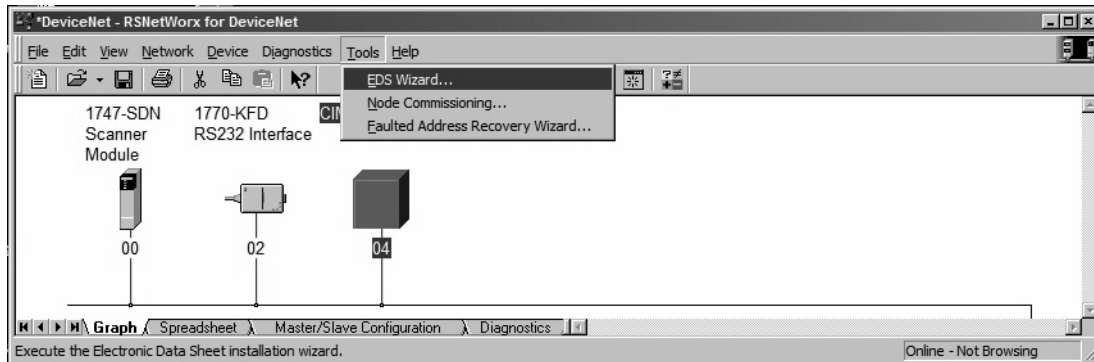 *DeviceNet - RSNetWorx for DeviceNet
File Edit View Network Device Diagnostics Tools Help
EDS Wizard...
Node Commissioning...
Faulted Address Recovery Wizard...
1747-SDN
Scanner
Module
1770-KFD
RS232 Interface
00
02
04
Graph
Spreadsheet
Master/Slave Configuration
Diagnostics
Execute the Electronic Data Sheet installation wizard.
Online - Not Browsing